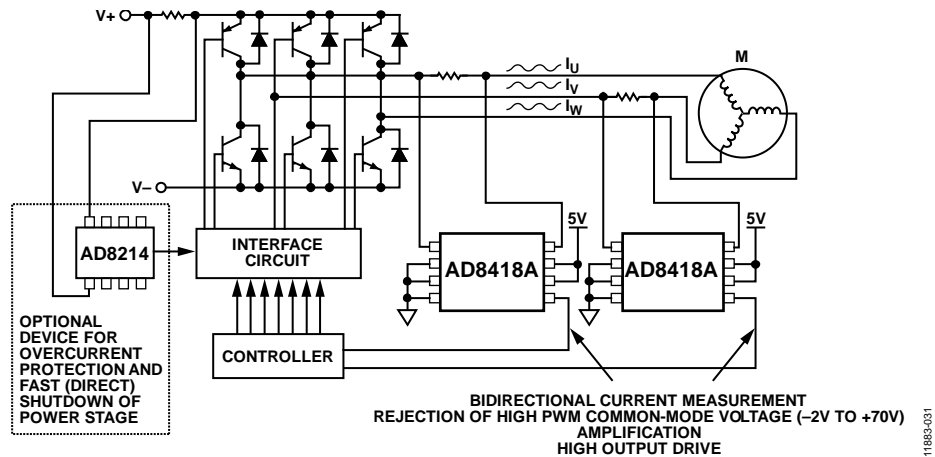 V+
M
I_U
I_V
I_W
V–
5V
5V
AD8214
INTERFACE
CIRCUIT
AD8418A
AD8418A
OPTIONAL
DEVICE FOR
OVERCURRENT
PROTECTION AND
FAST (DIRECT)
SHUTDOWN OF
POWER STAGE
CONTROLLER
BIDIRECTIONAL CURRENT MEASUREMENT
REJECTION OF HIGH PWM COMMON-MODE VOLTAGE (–2V TO +70V)
AMPLIFICATION
HIGH OUTPUT DRIVE
11883-031